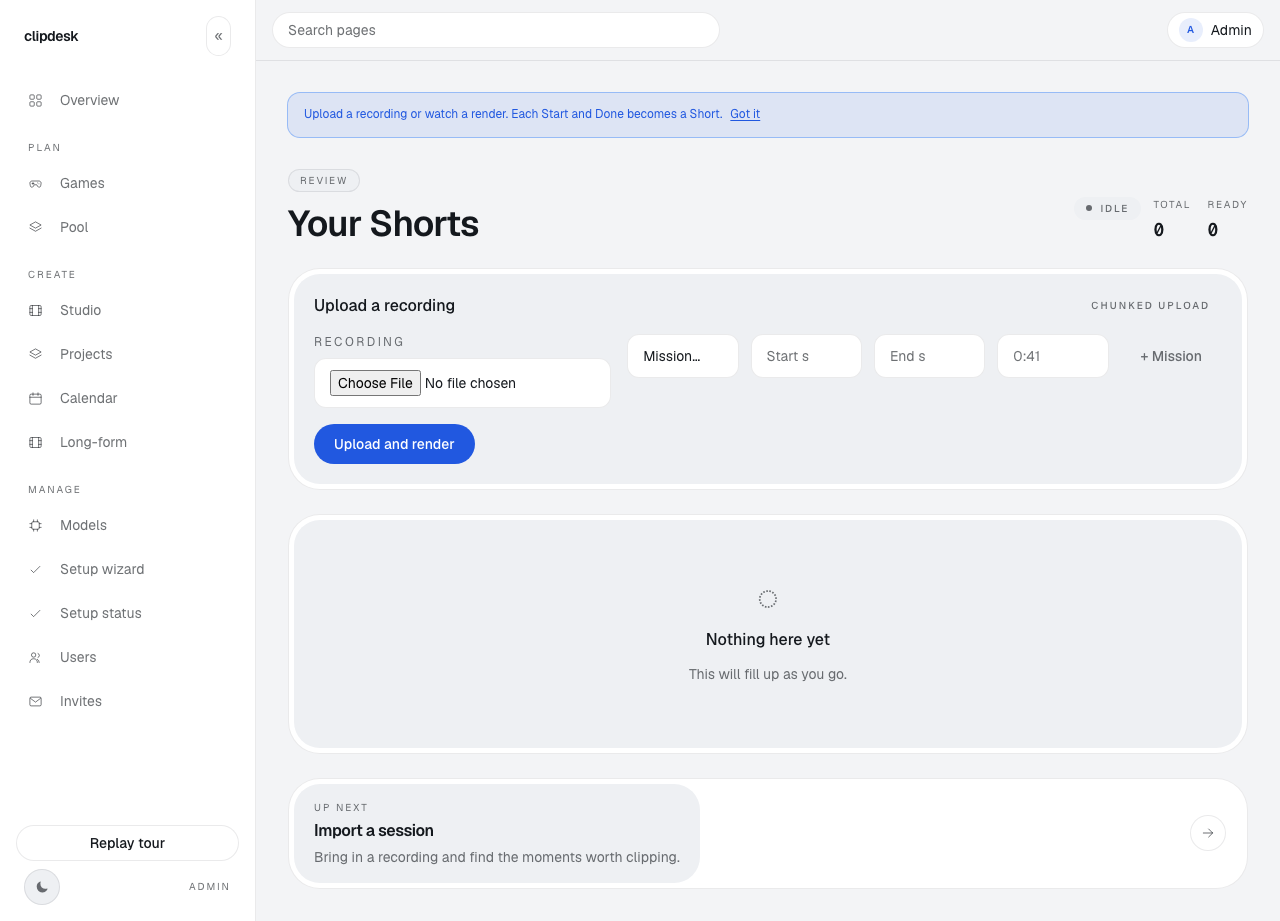 clipdesk
«
Overview
PLAN
Games
Pool
CREATE
Studio
Projects
Calendar
Long-form
MANAGE
Models
Setup wizard
Setup status
Users
Invites
Replay tour
ADMIN
Search pages
A Admin
Upload a recording or watch a render. Each Start and Done becomes a Short. Got it
REVIEW
Your Shorts
IDLE
TOTAL
0
READY
0
Upload a recording
CHUNKED UPLOAD
RECORDING
Choose File No file chosen
Mission…
Start s
End s
0:41
+ Mission
Upload and render
Nothing here yet
This will fill up as you go.
UP NEXT
Import a session
Bring in a recording and find the moments worth clipping.